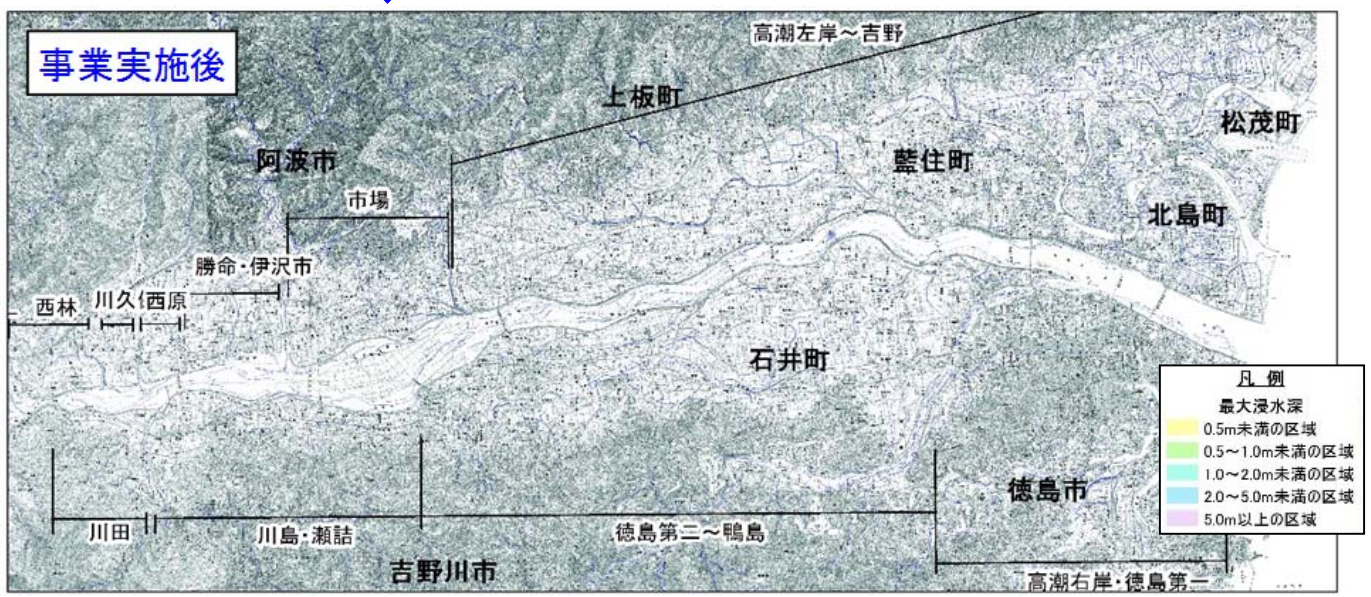 事業実施後
高潮左岸～吉野
上板町
松茂町
阿波市
藍住町
市場
北島町
勝命・伊沢市
西林
川久保
西原
石井町
凡 例
最大浸水深
0.5m未満の区域
0.5～1.0m未満の区域
1.0～2.0m未満の区域
2.0～5.0m未満の区域
5.0m以上の区域
徳島市
川田
川島・瀬詰
徳島第二～鴨島
吉野川市
高潮右岸・徳島第一